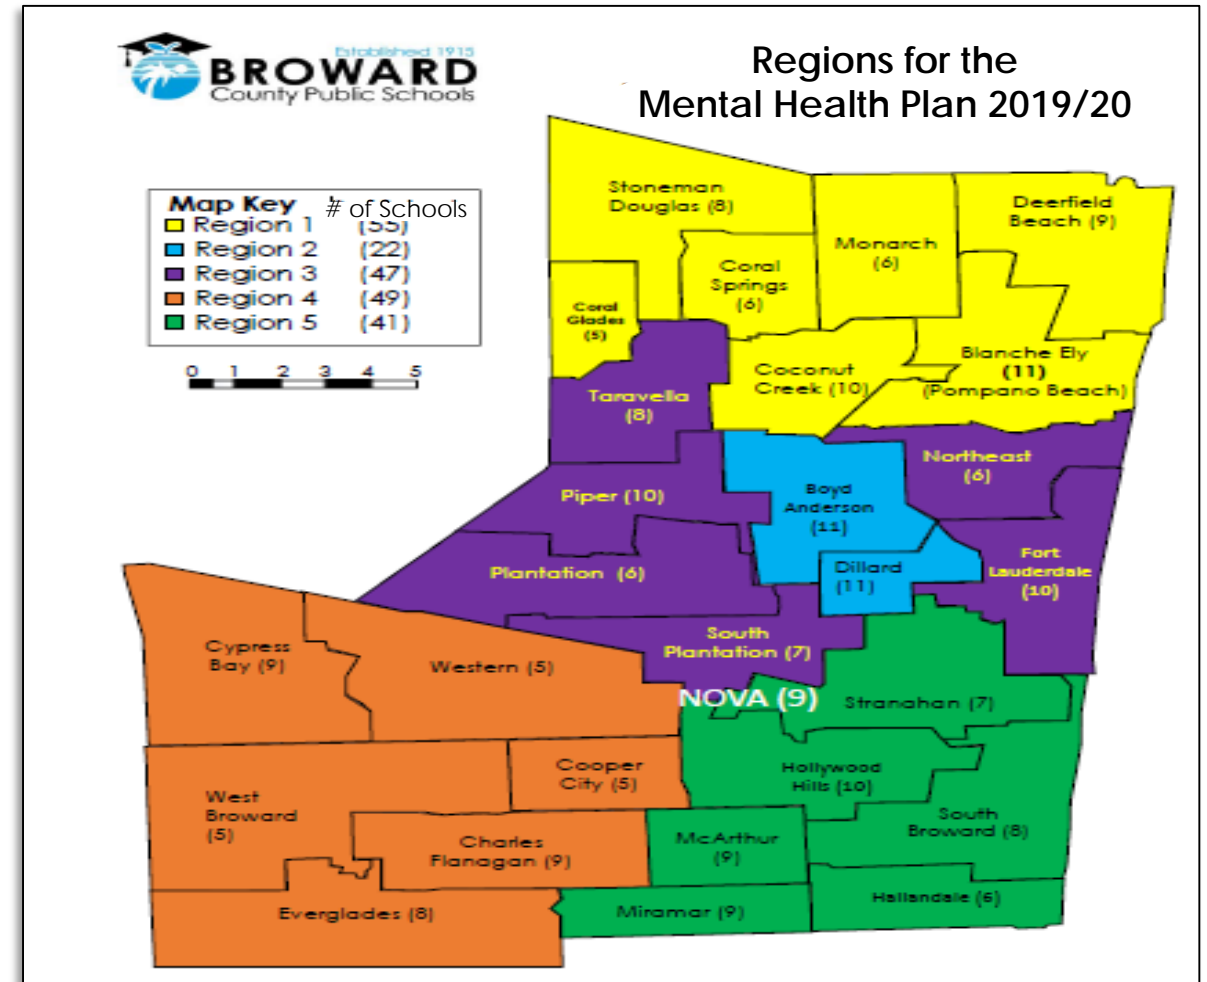 Established 1915
BROWARD
County Public Schools
Regions for the
Mental Health Plan 2019/20
Map Key # of Schools
Region 1 (55)
Region 2 (22)
Region 3 (47)
Region 4 (49)
Region 5 (41)
0 1 2 3 4 5
Stoneman
Douglas (8)
Deerfield
Beach (9)
Monarch
(6)
Coral
Springs
(6)
Coral
Glades
(5)
Blanche Ely
(11)
(Pompano Beach)
Coconut
Creek (10)
Taravella
(8)
Northeast
(6)
Piper (10)
Boyd
Anderson
(11)
Fort
Lauderdale
(10)
Plantation (6)
Dillard
(11)
South
Plantation (7)
Cypress
Bay (9)
Western (5)
NOVA (9)
Stranahan (7)
Cooper
City (5)
Hollywood
Hills (10)
West
Broward
(5)
South
Broward (8)
Charles
Flanagan (9)
McArthur
(9)
Hallandale (6)
Everglades (8)
Miramar (9)